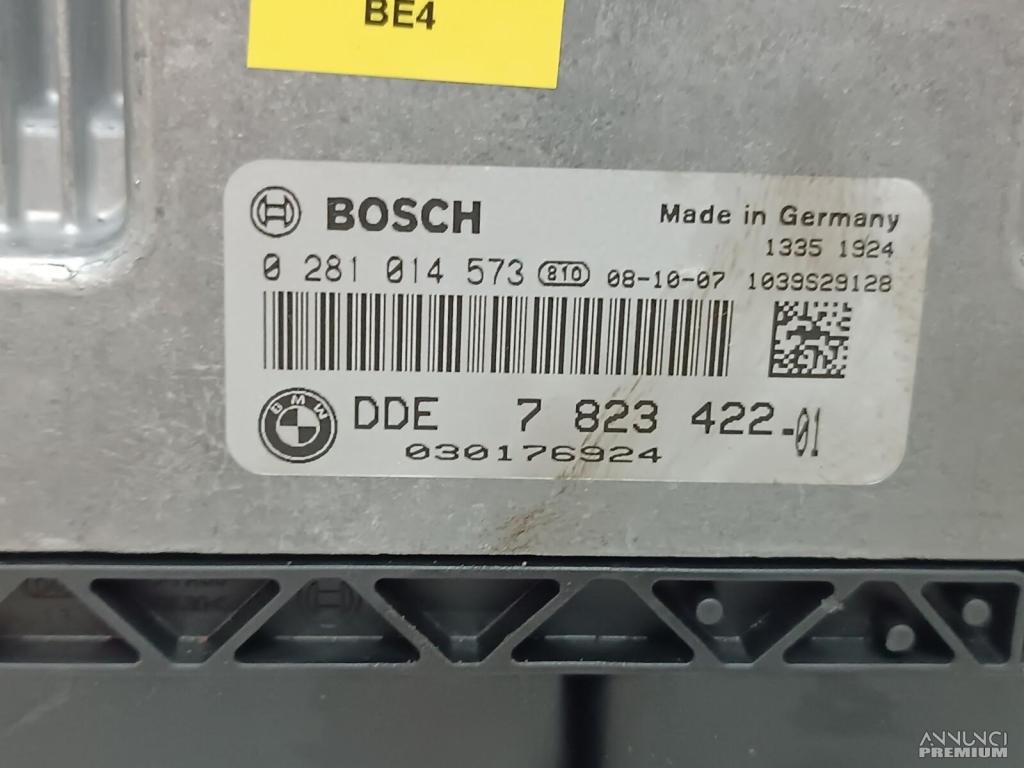 BE4
BOSCH
Made in Germany
1335 1924
0 281 014 573 810 08-10-07 1039S29128
BMW DDE 7 823 422-01
030176924
ANNUNCI
PREMIUM